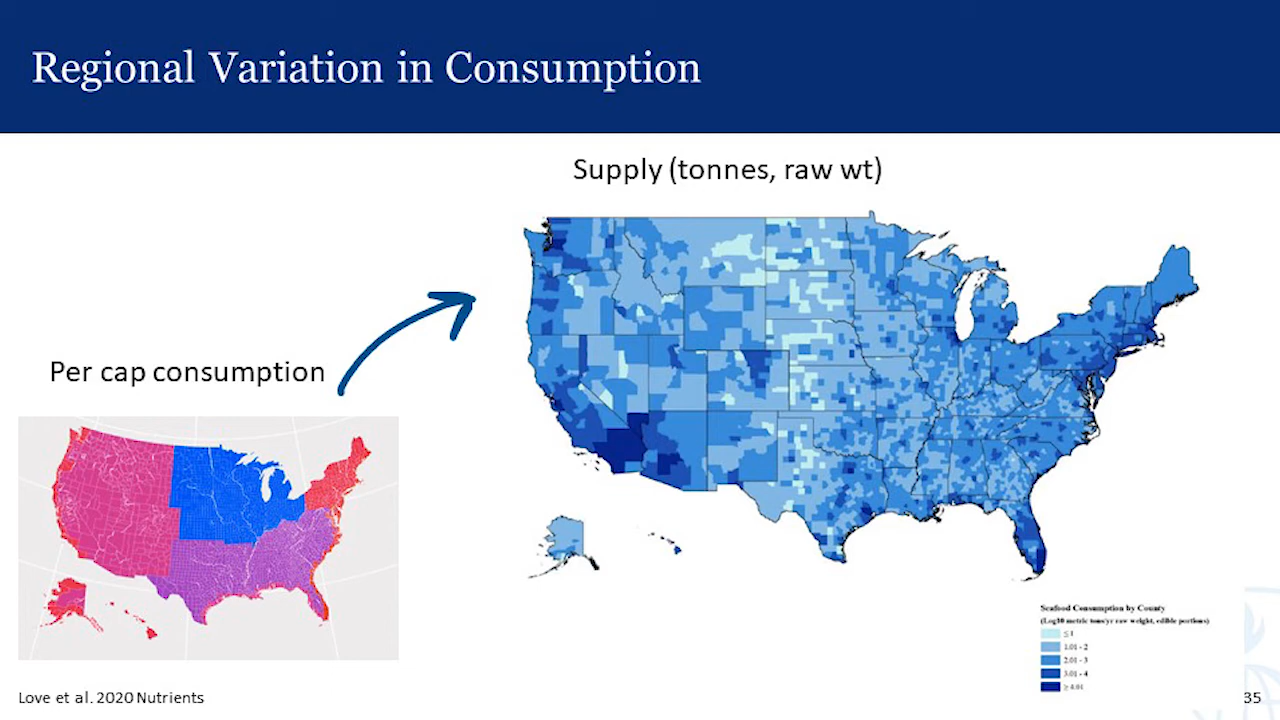 Regional Variation in Consumption
Supply (tonnes, raw wt)
Per cap consumption
Seafood Consumption by County
(Log10 metric tons/yr raw weight, edible portions)
≤ 1
1.01 - 2
2.01 - 3
3.01 - 4
≥ 4.01
Love et al. 2020 Nutrients
35